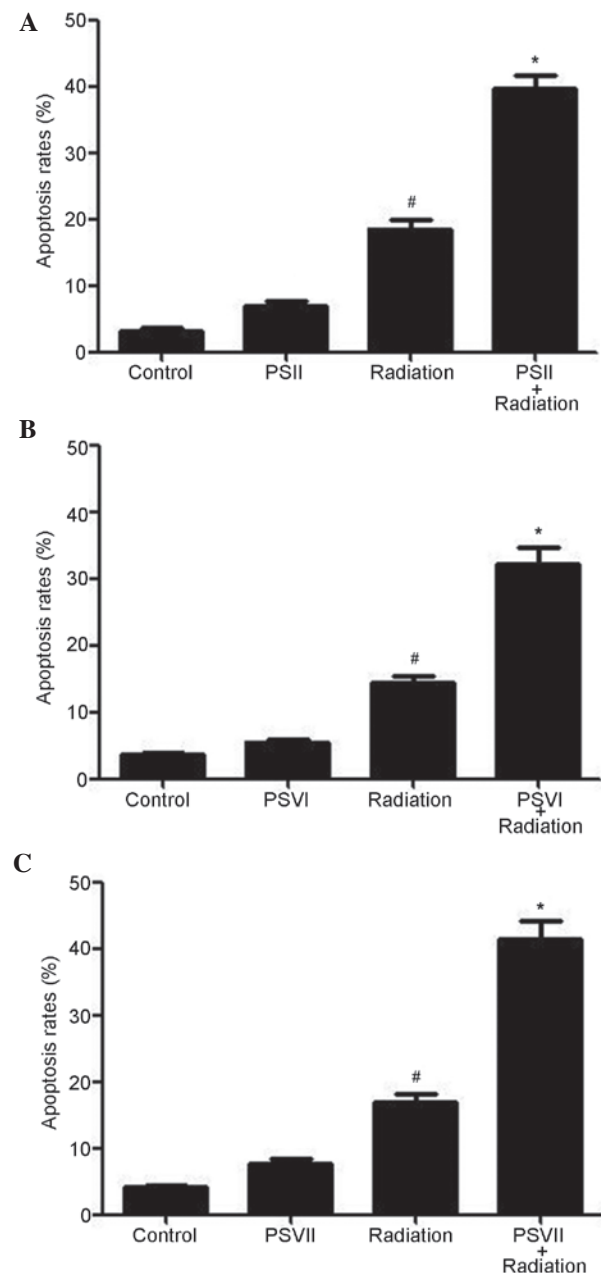 A
Apoptosis rates (%)
50
40
30
20
10
0
#
*
Control
PSII
Radiation
PSII
+
Radiation
B
Apoptosis rates (%)
50
40
30
20
10
0
#
*
Control
PSVI
Radiation
PSVI
+
Radiation
C
Apoptosis rates (%)
50
40
30
20
10
0
#
*
Control
PSVII
Radiation
PSVII
+
Radiation